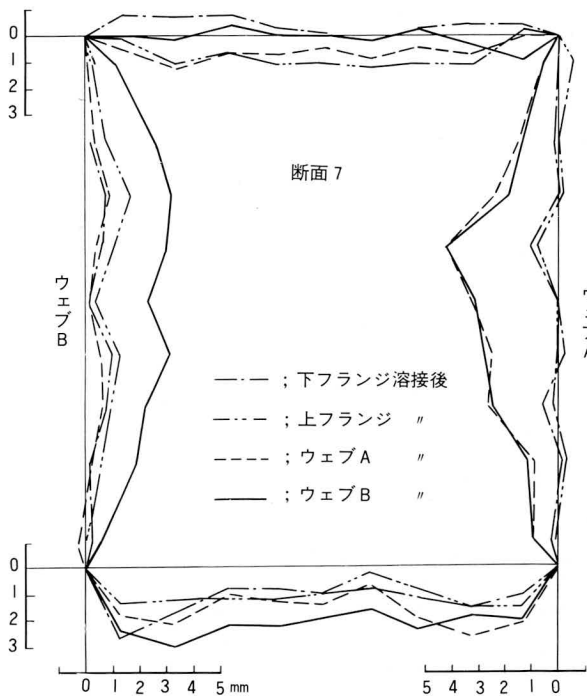 0
1
2
3
断面7
ウェブB
―・― ；下フランジ溶接後
―‥― ；上フランジ 〃
---- ；ウェブA 〃
―― ；ウェブB 〃
0
1
2
3
0 1 2 3 4 5 mm
5 4 3 2 1 0